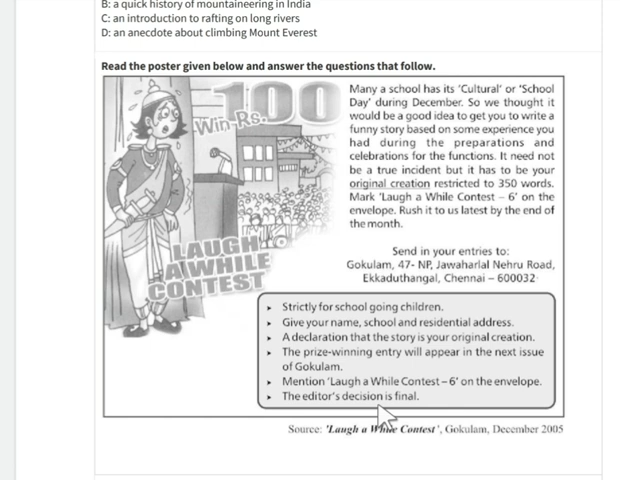 B: a quick history of mountaineering in India
C: an introduction to rafting on long rivers
D: an anecdote about climbing Mount Everest
Read the poster given below and answer the questions that follow.
Win Rs. 100
LAUGH
A WHILE
CONTEST
Many a school has its 'Cultural' or 'School
Day' during December. So we thought it
would be a good idea to get you to write a
funny story based on some experience you
had during the preparations and
celebrations for the functions. It need not
be a true incident but it has to be your
original creation restricted to 350 words.
Mark 'Laugh a While Contest – 6' on the
envelope. Rush it to us latest by the end of
the month.
Send in your entries to:
Gokulam, 47- NP, Jawaharlal Nehru Road,
Ekkaduthangal, Chennai – 600032
➤ Strictly for school going children.
➤ Give your name, school and residential address.
➤ A declaration that the story is your original creation.
➤ The prize-winning entry will appear in the next issue
of Gokulam.
➤ Mention 'Laugh a While Contest – 6' on the envelope.
➤ The editor's decision is final.
Source: 'Laugh a While Contest', Gokulam, December 2005